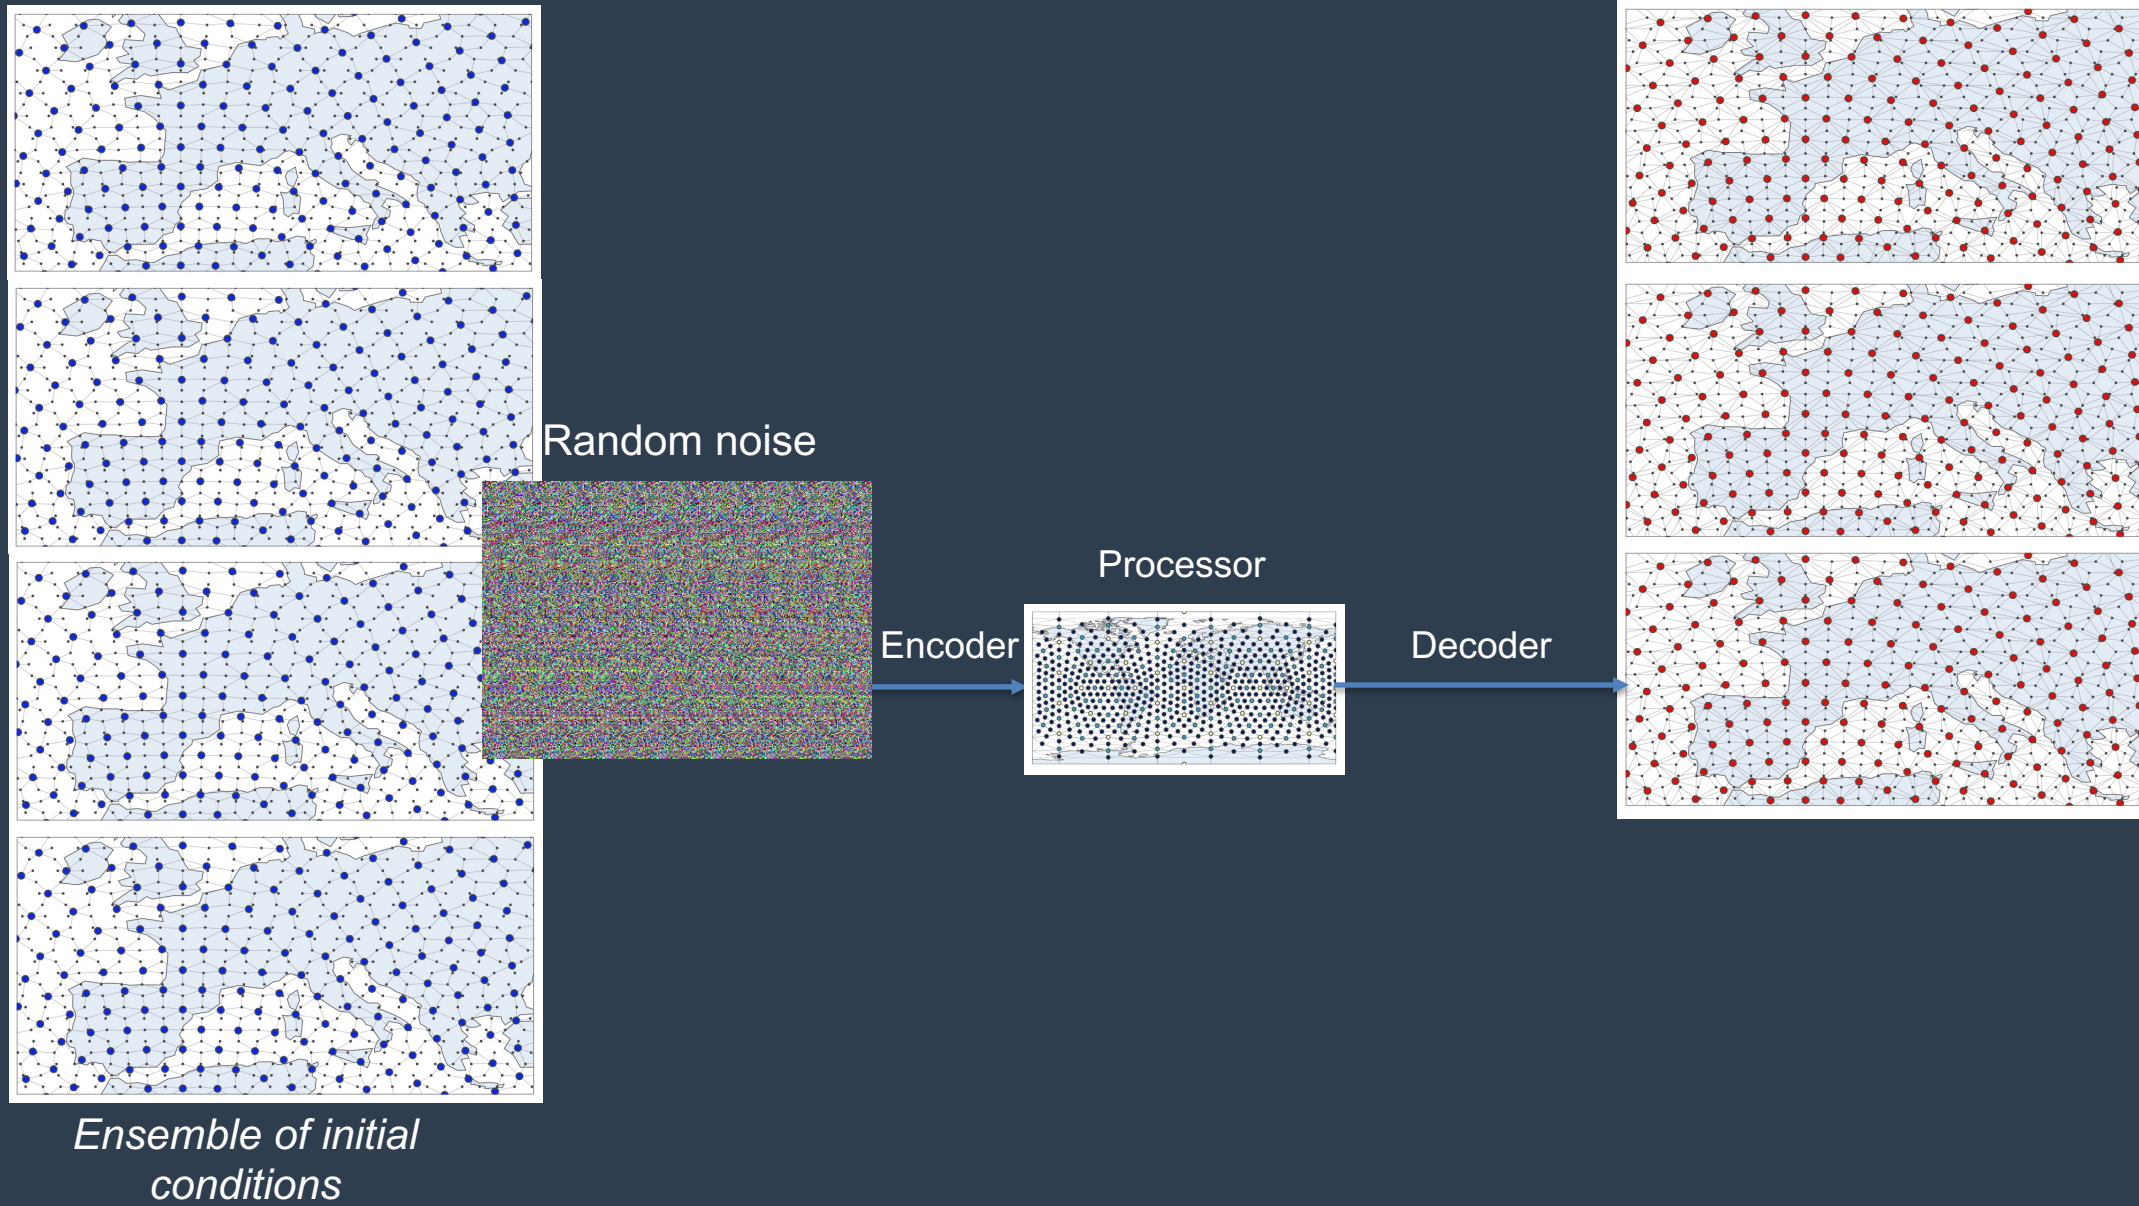 Random noise
Processor
Encoder
Decoder
Ensemble of initial
conditions